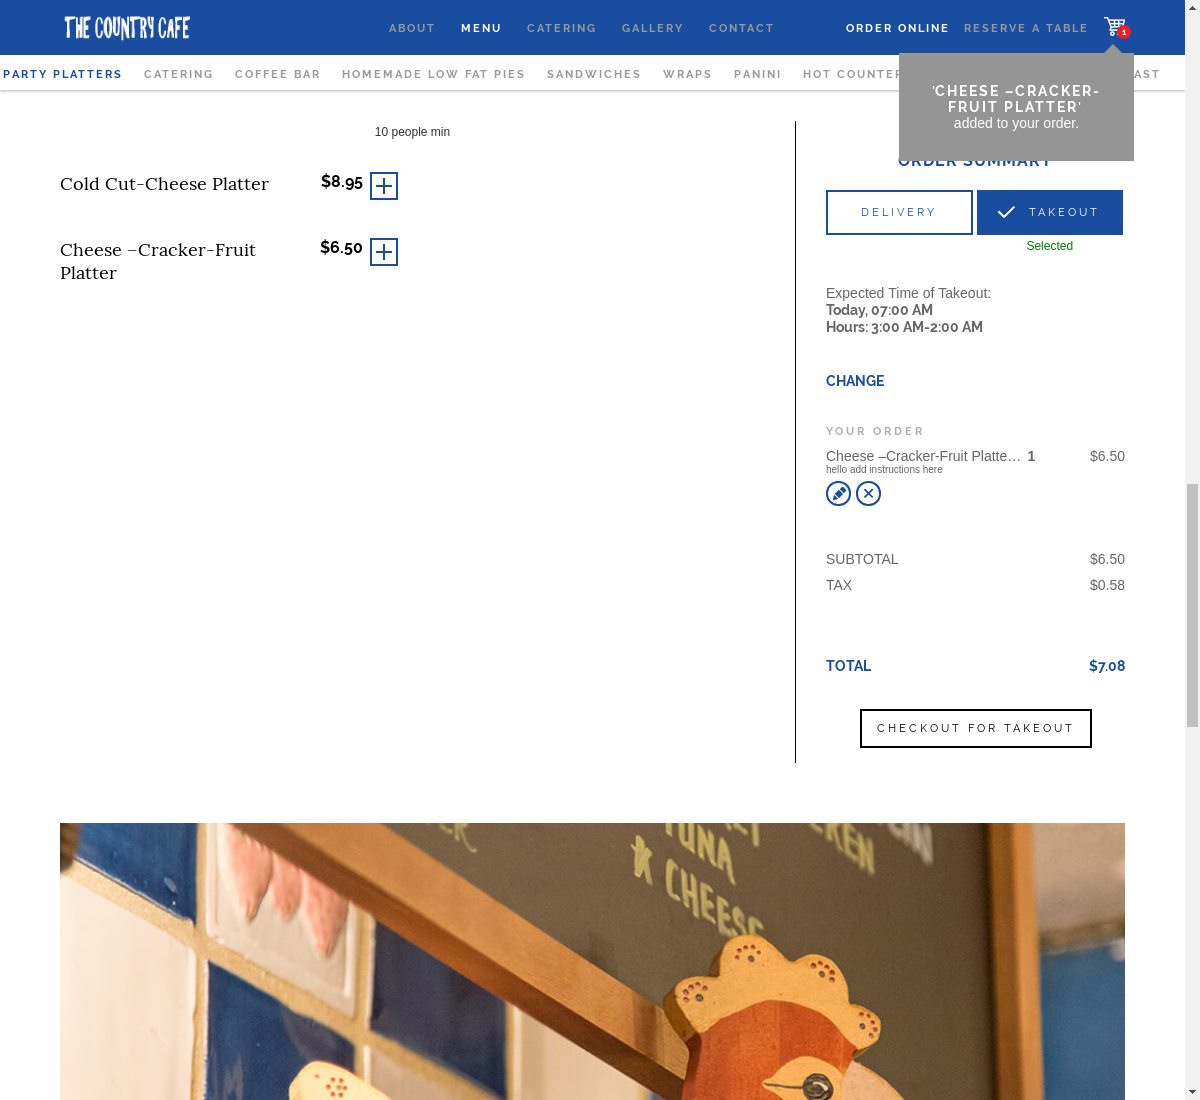 THE COUNTRY CAFE
ABOUT MENU CATERING GALLERY CONTACT ORDER ONLINE RESERVE A TABLE 1
PARTY PLATTERS CATERING COFFEE BAR HOMEMADE LOW FAT PIES SANDWICHES WRAPS PANINI HOT COUNTER AST
'CHEESE –CRACKER-
FRUIT PLATTER'
added to your order.
10 people min
Cold Cut-Cheese Platter $8.95
Cheese –Cracker-Fruit $6.50
Platter
ORDER SUMMARY
DELIVERY TAKEOUT
Selected
Expected Time of Takeout:
Today, 07:00 AM
Hours: 3:00 AM-2:00 AM
CHANGE
YOUR ORDER
Cheese –Cracker-Fruit Platte… 1 $6.50
hello add instructions here
SUBTOTAL $6.50
TAX $0.58
TOTAL $7.08
CHECKOUT FOR TAKEOUT
TUNA
& CHEESE